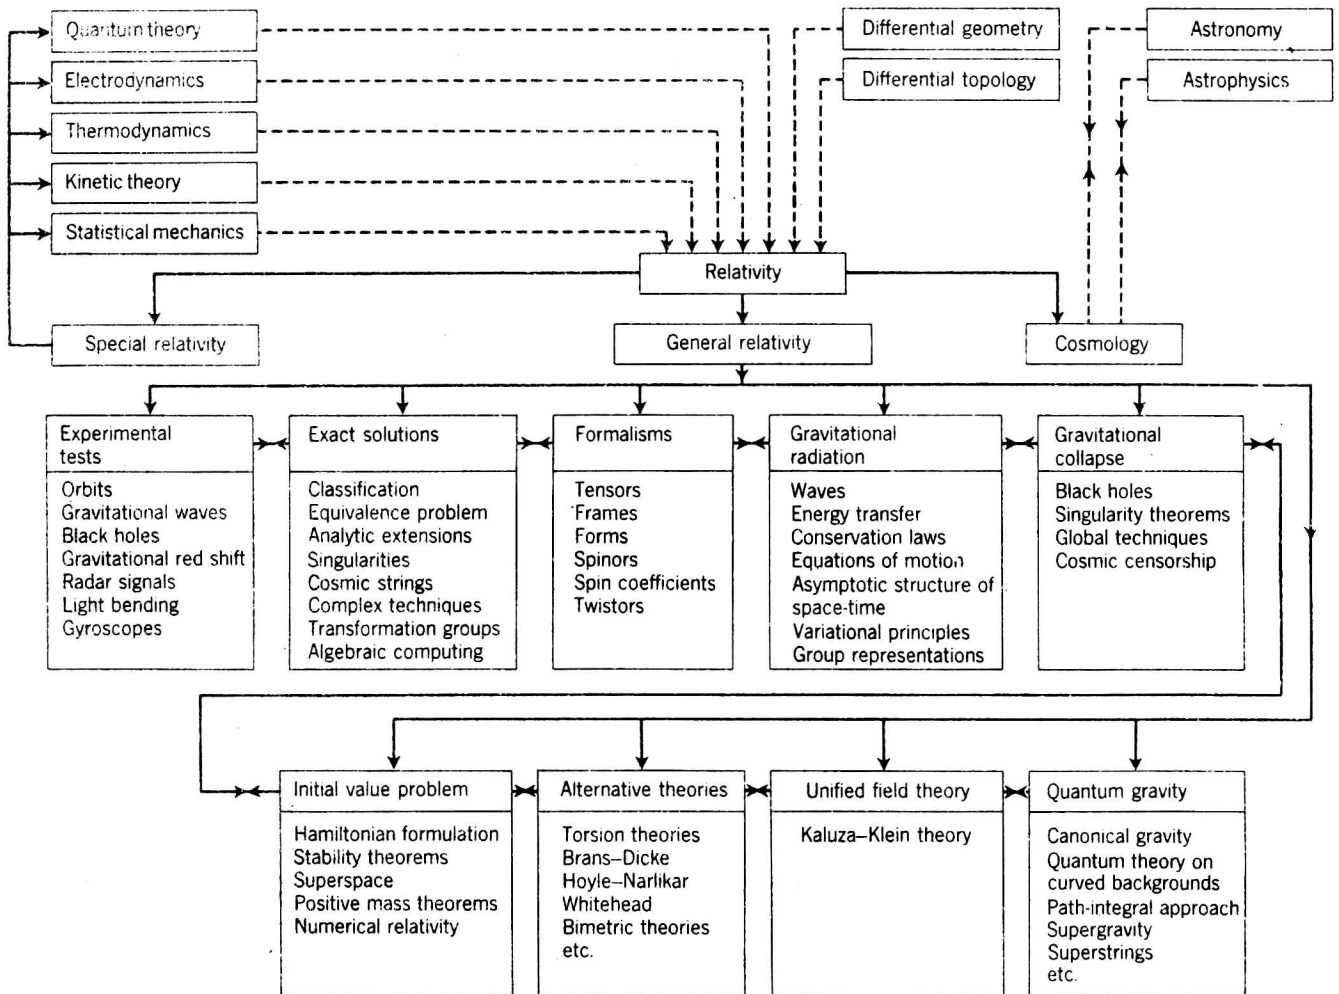 Quantum theory
Electrodynamics
Thermodynamics
Kinetic theory
Statistical mechanics
Differential geometry
Differential topology
Astronomy
Astrophysics
Relativity
Special relativity
General relativity
Cosmology
Experimental
tests
Orbits
Gravitational waves
Black holes
Gravitational red shift
Radar signals
Light bending
Gyroscopes
Exact solutions
Classification
Equivalence problem
Analytic extensions
Singularities
Cosmic strings
Complex techniques
Transformation groups
Algebraic computing
Formalisms
Tensors
Frames
Forms
Spinors
Spin coefficients
Twistors
Gravitational
radiation
Waves
Energy transfer
Conservation laws
Equations of motion
Asymptotic structure of
space-time
Variational principles
Group representations
Gravitational
collapse
Black holes
Singularity theorems
Global techniques
Cosmic censorship
Initial value problem
Hamiltonian formulation
Stability theorems
Superspace
Positive mass theorems
Numerical relativity
Alternative theories
Torsion theories
Brans–Dicke
Hoyle–Narlikar
Whitehead
Bimetric theories
etc.
Unified field theory
Kaluza–Klein theory
Quantum gravity
Canonical gravity
Quantum theory on
curved backgrounds
Path-integral approach
Supergravity
Superstrings
etc.